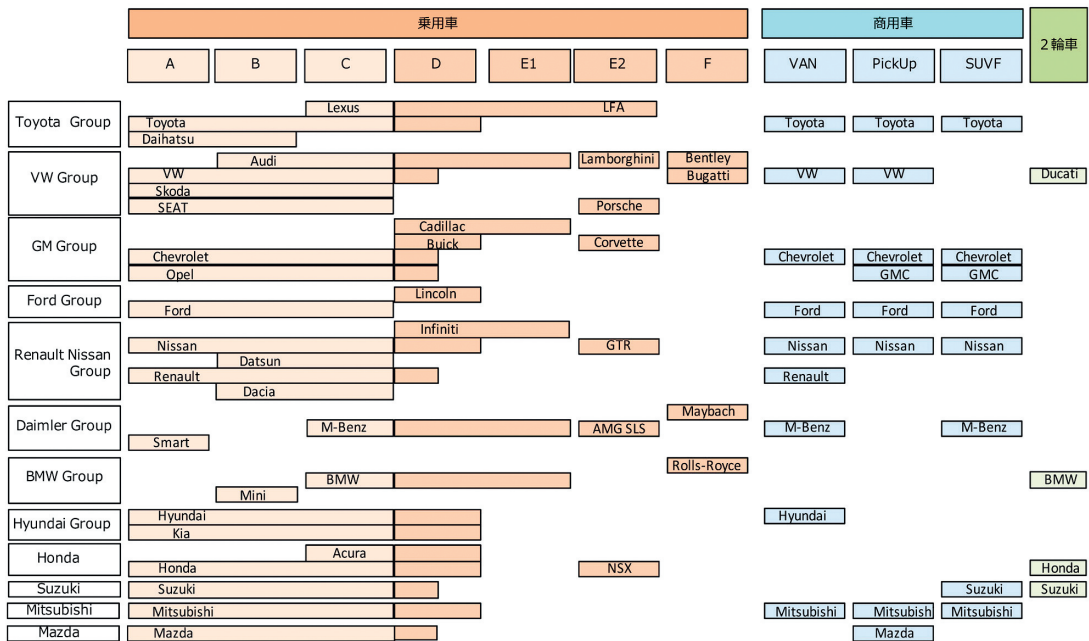 乗用車 商用車 2輪車
A B C D E1 E2 F VAN PickUp SUVF
Lexus LFA
Toyota Group Toyota Toyota Toyota Toyota
Daihatsu
Audi Lamborghini Bentley
VW Group VW Bugatti VW VW Ducati
Skoda
SEAT Porsche
Cadillac
GM Group Buick Corvette
Chevrolet Chevrolet Chevrolet Chevrolet
Opel GMC GMC
Lincoln
Ford Group Ford Ford Ford Ford
Infiniti
Nissan GTR Nissan Nissan Nissan
Renault Nissan Datsun
Group Renault Renault
Dacia
Maybach
Daimler Group M-Benz AMG SLS M-Benz M-Benz
Smart
Rolls-Royce
BMW Group BMW BMW
Mini
Hyundai Group Hyundai Hyundai
Kia
Honda Acura
Honda NSX Honda
Suzuki Suzuki Suzuki Suzuki
Mitsubishi Mitsubishi Mitsubishi Mitsubish Mitsubishi
Mazda Mazda Mazda